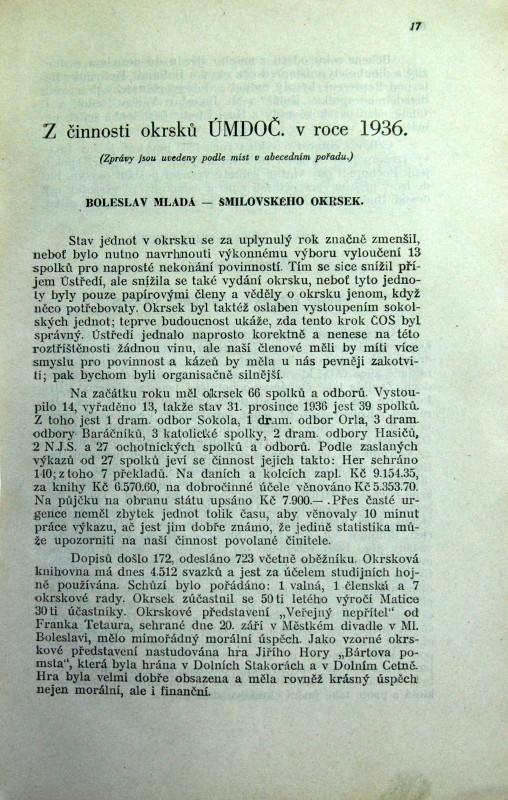 17
Z činnosti okrsků ÚMDOČ. v roce 1936.
(Zprávy jsou uvedeny podle míst v abecedním pořadu.)
BOLESLAV MLADÁ — SMILOVSKÉHO OKRSEK.
Stav jednot v okrsku se za uplynulý rok značně zmenšil,
neboť bylo nutno navrhnouti výkonnému výboru vyloučení 13
spolků pro naprosté nekonání povinností. Tím se sice snížil pří-
jem Ústředí, ale snížila se také vydání okrsku, neboť tyto jedno-
ty byly pouze papírovými členy a věděly o okrsku jenom, když
něco potřebovaty. Okrsek byl taktéž oslaben vystoupením sokol-
ských jednot; teprve budoucnost ukáže, zda tento krok ČOS byl
správný. Ústředí jednalo naprosto korektně a nenese na této
roztříštěnosti žádnou vinu, ale naší členové měli by míti více
smyslu pro povinnost a kázeň by měla u nás pevněji zakotvi-
ti; pak bychom byli organisačně silnější.
Na začátku roku měl okrsek 66 spolků a odborů. Vystou-
pilo 14, vyřaděno 13, takže stav 31. prosince 1936 jest 39 spolků.
Z toho jest 1 dram. odbor Sokola, 1 dram. odbor Orla, 3 dram.
odbory Baráčníků, 3 katolické spolky, 2 dram. odbory Hasičů,
2 N.J.S. a 27 ochotnických spolků a odborů. Podle zaslaných
výkazů od 27 spolků jeví se činnost jejich takto: Her sehráno
140; z toho 7 překladů. Na daních a kolcích zapl. Kč 9.154.35,
za knihy Kč 6.570.60, na dobročinné účele věnováno Kč 5.353.70.
Na půjčku na obranu státu upsáno Kč 7.900.— . Přes časté ur-
gence neměl zbytek jednot tolik času, aby věnovaly 10 minut
práce výkazu, ač jest jim dobře známo, že jedině statistika mů-
že upozorniti na naší činnost povolané činitele.
Dopisů došlo 172, odesláno 723 včetně oběžníku. Okrsková
knihovna má dnes 4.512 svazků a jest za účelem studijních hoj-
ně používána. Schůzí bylo pořádáno: 1 valná, 1 členská a 7
okrskové rady. Okrsek zúčastnil se 50ti letého výročí Matice
30ti účastníky. Okrskové představení „Veřejný nepřítel“ od
Franka Tetaura, sehrané dne 20. září v Městkém divadle v Ml.
Boleslavi, mělo mimořádný morální úspěch. Jako vzorné okrs-
kové představení nastudována hra Jiřího Hory „Bártova po-
msta“, která byla hrána v Dolních Stakorách a v Dolním Cetně.
Hra byla velmi dobře obsazena a měla rovněž krásný úspěch
nejen morální, ale i finanční.